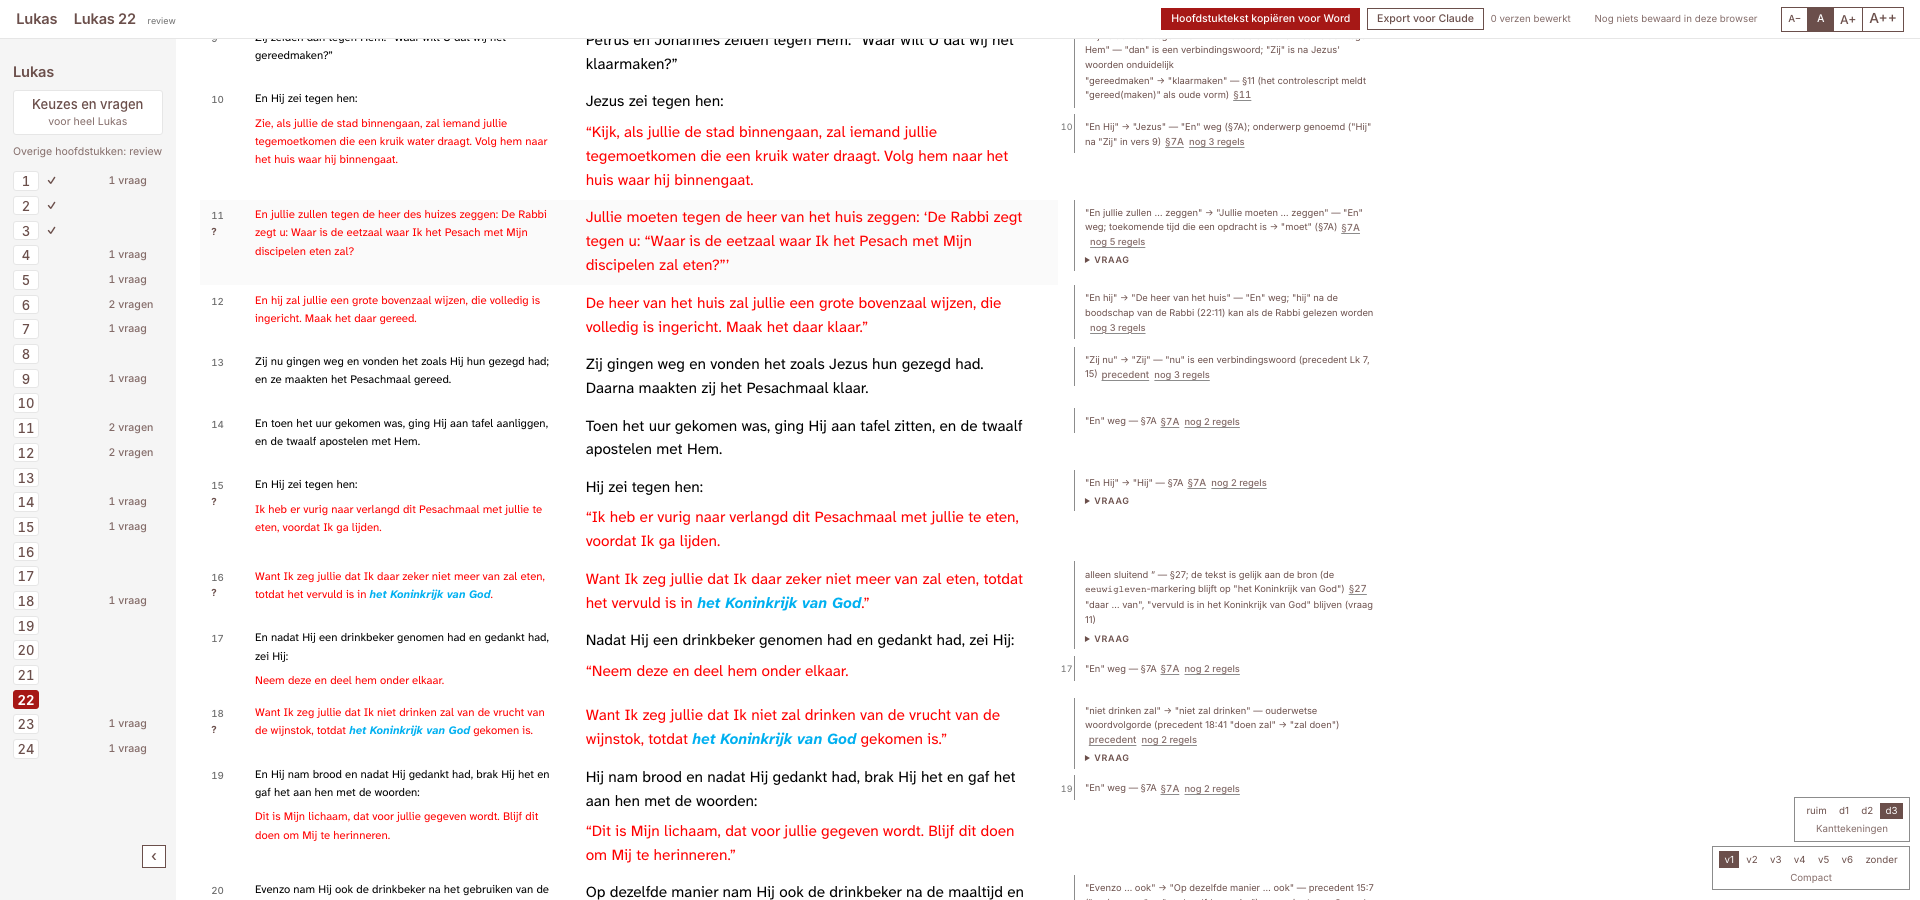 Lukas
Lukas 22
review
Hoofdstuktekst kopiëren voor Word
Export voor Claude
0 verzen bewerkt
Nog niets bewaard in deze browser
A−
A
A+
A++
Lukas
Keuzes en vragen
voor heel Lukas
Overige hoofdstukken: review
1 ✓ 1 vraag
2 ✓
3 ✓
4 1 vraag
5 1 vraag
6 2 vragen
7 1 vraag
8
9 1 vraag
10
11 2 vragen
12 2 vragen
13
14 1 vraag
15 1 vraag
16
17
18 1 vraag
19
20
21
22
23 1 vraag
24 1 vraag
‹
gereedmaken?”
Petrus en Johannes zeiden tegen Hem: “Waar wilt U dat wij het
klaarmaken?”
Hem" — "dan" is een verbindingswoord; "Zij" is na Jezus'
woorden onduidelijk
"gereedmaken" → "klaarmaken" — §11 (het controlescript meldt
"gereed(maken)" als oude vorm) §11
10
En Hij zei tegen hen:
Zie, als jullie de stad binnengaan, zal iemand jullie
tegemoetkomen die een kruik water draagt. Volg hem naar
het huis waar hij binnengaat.
Jezus zei tegen hen:
“Kijk, als jullie de stad binnengaan, zal iemand jullie
tegemoetkomen die een kruik water draagt. Volg hem naar het
huis waar hij binnengaat.
10
"En Hij" → "Jezus" — "En" weg (§7A); onderwerp genoemd ("Hij"
na "Zij" in vers 9) §7A nog 3 regels
11
?
En jullie zullen tegen de heer des huizes zeggen: De Rabbi
zegt u: Waar is de eetzaal waar Ik het Pesach met Mijn
discipelen eten zal?
Jullie moeten tegen de heer van het huis zeggen: ‘De Rabbi zegt
tegen u: “Waar is de eetzaal waar Ik het Pesach met Mijn
discipelen zal eten?”’
"En jullie zullen ... zeggen" → "Jullie moeten ... zeggen" — "En"
weg; toekomende tijd die een opdracht is → "moet" (§7A) §7A
nog 5 regels
▶ VRAAG
12
En hij zal jullie een grote bovenzaal wijzen, die volledig is
ingericht. Maak het daar gereed.
De heer van het huis zal jullie een grote bovenzaal wijzen, die
volledig is ingericht. Maak het daar klaar.”
"En hij" → "De heer van het huis" — "En" weg; "hij" na de
boodschap van de Rabbi (22:11) kan als de Rabbi gelezen worden
nog 3 regels
13
Zij nu gingen weg en vonden het zoals Hij hun gezegd had;
en ze maakten het Pesachmaal gereed.
Zij gingen weg en vonden het zoals Jezus hun gezegd had.
Daarna maakten zij het Pesachmaal klaar.
"Zij nu" → "Zij" — "nu" is een verbindingswoord (precedent Lk 7,
15) precedent nog 3 regels
14
En toen het uur gekomen was, ging Hij aan tafel aanliggen,
en de twaalf apostelen met Hem.
Toen het uur gekomen was, ging Hij aan tafel zitten, en de twaalf
apostelen met Hem.
"En" weg — §7A §7A nog 2 regels
15
?
En Hij zei tegen hen:
Ik heb er vurig naar verlangd dit Pesachmaal met jullie te
eten, voordat Ik ga lijden.
Hij zei tegen hen:
“Ik heb er vurig naar verlangd dit Pesachmaal met jullie te eten,
voordat Ik ga lijden.
"En Hij" → "Hij" — §7A §7A nog 2 regels
▶ VRAAG
16
?
Want Ik zeg jullie dat Ik daar zeker niet meer van zal eten,
totdat het vervuld is in het Koninkrijk van God.
Want Ik zeg jullie dat Ik daar zeker niet meer van zal eten, totdat
het vervuld is in het Koninkrijk van God.”
alleen sluitend ” — §27; de tekst is gelijk aan de bron (de
eeuwigleven-markering blijft op "het Koninkrijk van God") §27
"daar ... van", "vervuld is in het Koninkrijk van God" blijven (vraag
11)
▶ VRAAG
17
En nadat Hij een drinkbeker genomen had en gedankt had,
zei Hij:
Neem deze en deel hem onder elkaar.
Nadat Hij een drinkbeker genomen had en gedankt had, zei Hij:
“Neem deze en deel hem onder elkaar.
17
"En" weg — §7A §7A nog 2 regels
18
?
Want Ik zeg jullie dat Ik niet drinken zal van de vrucht van
de wijnstok, totdat het Koninkrijk van God gekomen is.
Want Ik zeg jullie dat Ik niet zal drinken van de vrucht van de
wijnstok, totdat het Koninkrijk van God gekomen is.”
"niet drinken zal" → "niet zal drinken" — ouderwetse
woordvolgorde (precedent 18:41 "doen zal" → "zal doen")
precedent nog 2 regels
▶ VRAAG
19
En Hij nam brood en nadat Hij gedankt had, brak Hij het en
gaf het aan hen met de woorden:
Dit is Mijn lichaam, dat voor jullie gegeven wordt. Blijf dit
doen om Mij te herinneren.
Hij nam brood en nadat Hij gedankt had, brak Hij het en gaf het
aan hen met de woorden:
“Dit is Mijn lichaam, dat voor jullie gegeven wordt. Blijf dit doen
om Mij te herinneren.”
19
"En" weg — §7A §7A nog 2 regels
20
Evenzo nam Hij ook de drinkbeker na het gebruiken van de
Op dezelfde manier nam Hij ook de drinkbeker na de maaltijd en
"Evenzo ... ook" → "Op dezelfde manier ... ook" — precedent 15:7
ruim d1 d2 d3
Kanttekeningen
v1 v2 v3 v4 v5 v6 zonder
Compact